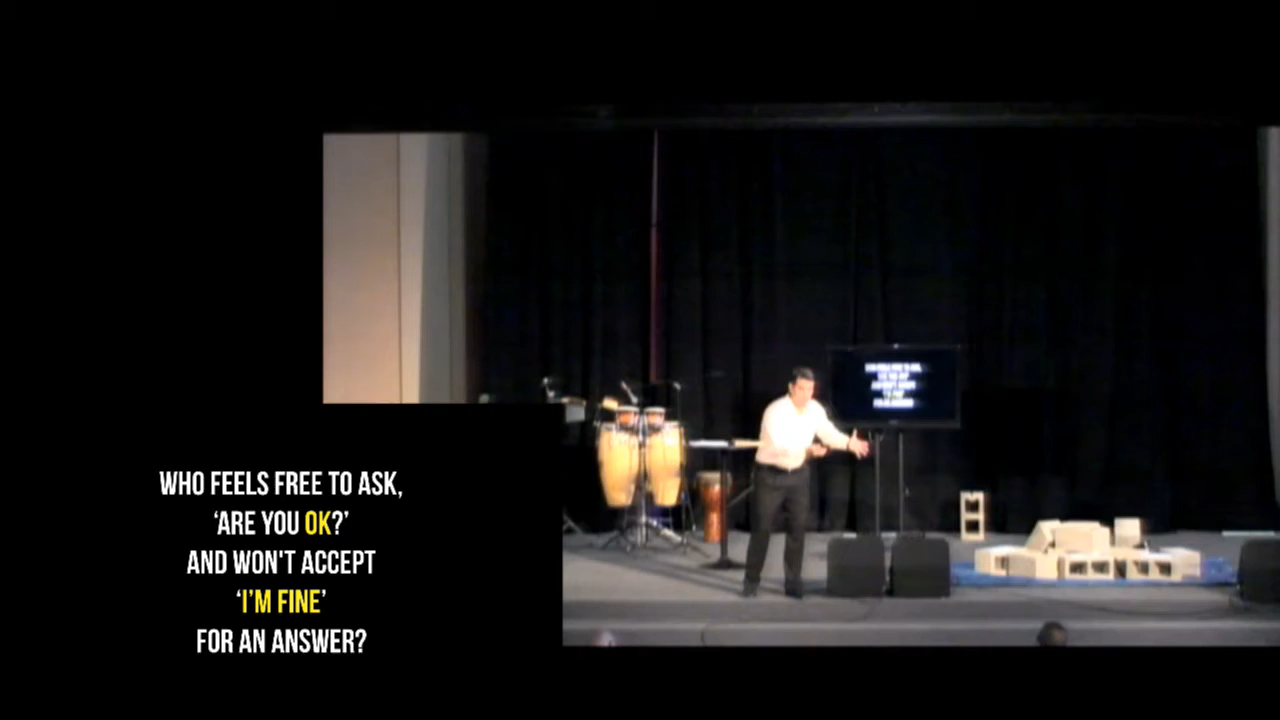 WHO FEELS FREE TO ASK,
‘ARE YOU OK?’
AND WON'T ACCEPT
‘I'M FINE’
FOR AN ANSWER?